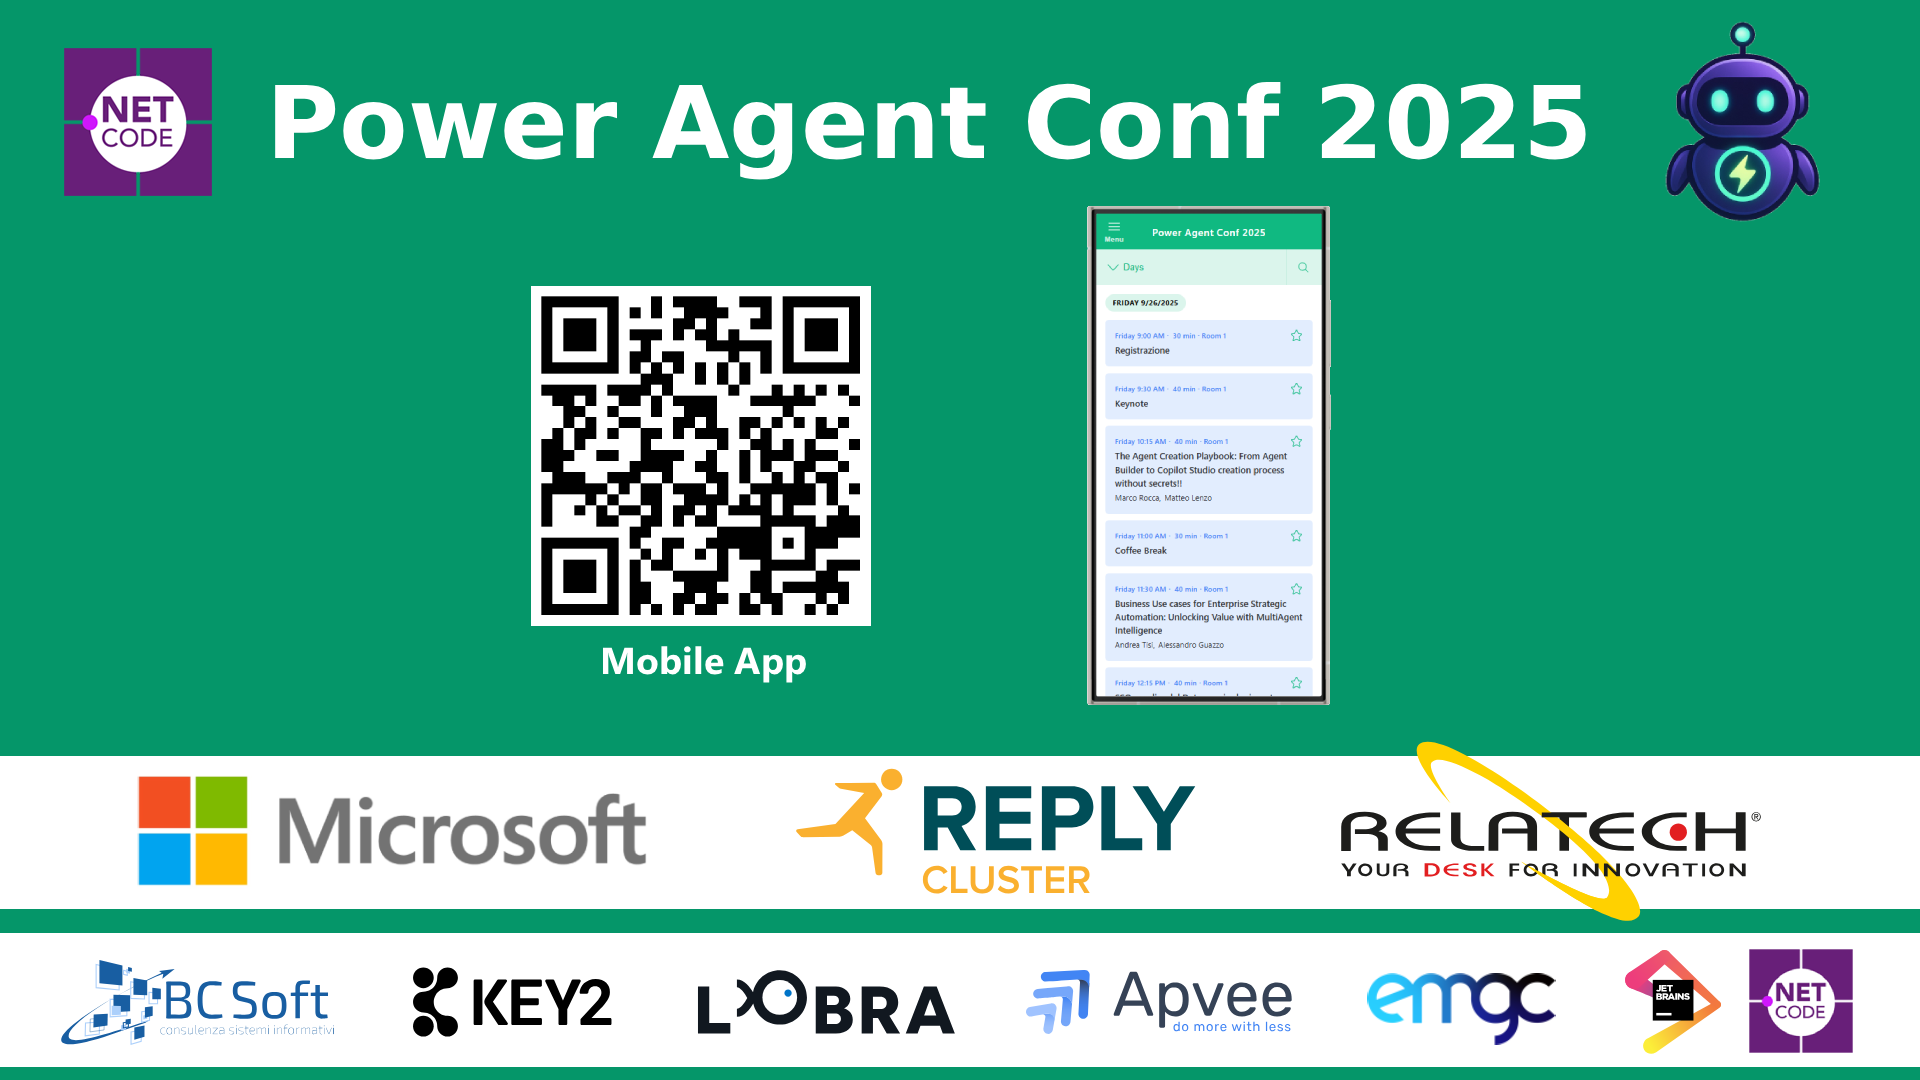 NET
CODE
Power Agent Conf 2025
Menu
Power Agent Conf 2025
Days
FRIDAY 9/26/2025
Friday 9:00 AM · 30 min · Room 1
Registrazione
Friday 9:30 AM · 40 min · Room 1
Keynote
Friday 10:15 AM · 40 min · Room 1
The Agent Creation Playbook: From Agent
Builder to Copilot Studio creation process
without secrets!!
Marco Rocca, Matteo Lenzo
Friday 11:00 AM · 30 min · Room 1
Coffee Break
Friday 11:30 AM · 40 min · Room 1
Business Use cases for Enterprise Strategic
Automation: Unlocking Value with MultiAgent
Intelligence
Andrea Tisi, Alessandro Guazzo
Friday 12:15 PM · 40 min · Room 1
Mobile App
Microsoft
REPLY
CLUSTER
RELATECH®
YOUR DESK FOR INNOVATION
BC Soft
consulenza sistemi informativi
KEY2
LOBRA
Apvee
do more with less
emgc
JET
BRAINS
NET
CODE